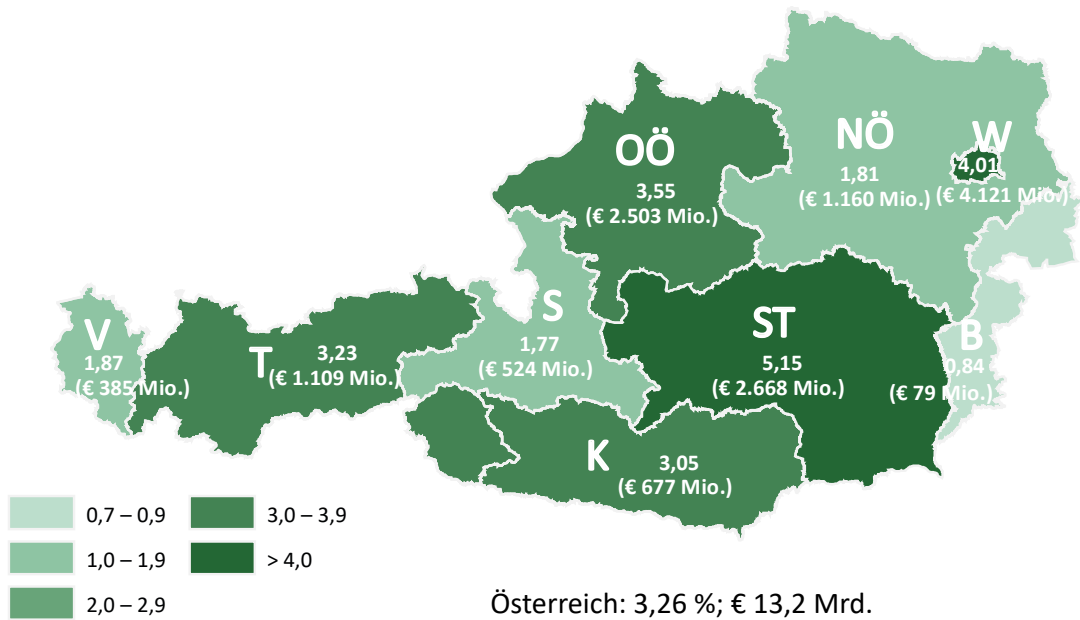 OÖ
3,55
(€ 2.503 Mio.)
NÖ
1,81
(€ 1.160 Mio.)
W
4,01
(€ 4.121 Mio.)
V
1,87
(€ 385 Mio.)
T
3,23
(€ 1.109 Mio.)
S
1,77
(€ 524 Mio.)
ST
5,15
(€ 2.668 Mio.)
B
0,84
(€ 79 Mio.)
K
3,05
(€ 677 Mio.)
0,7 – 0,9
1,0 – 1,9
2,0 – 2,9
3,0 – 3,9
> 4,0
Österreich: 3,26 %; € 13,2 Mrd.